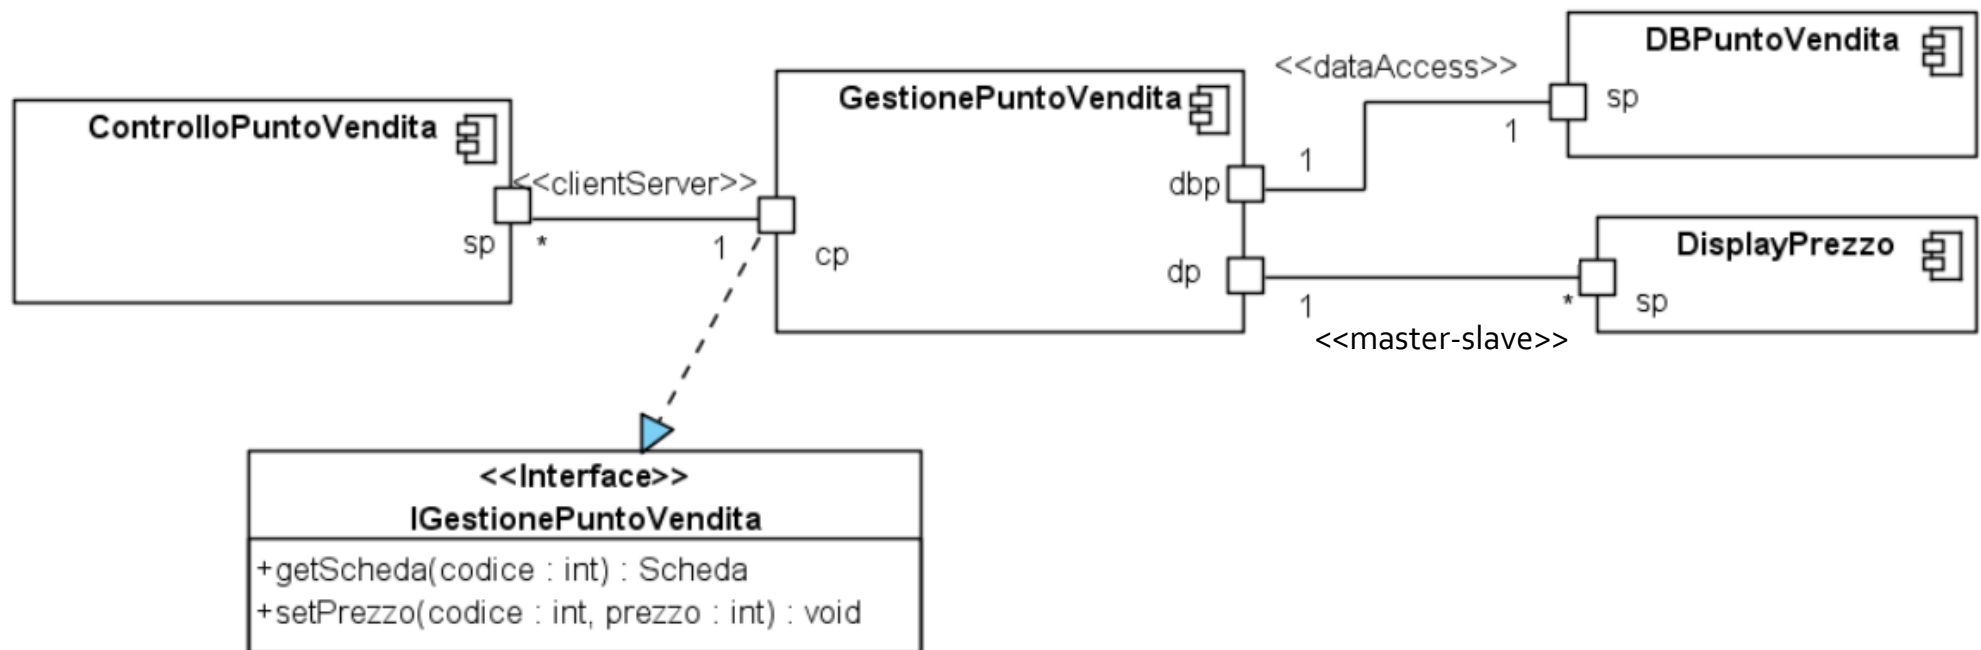 ControlloPuntoVendita
<<clientServer>>
sp
*
1
GestionePuntoVendita
cp
dbp
dp
1
<<dataAccess>>
1
DBPuntoVendita
sp
1
<<master-slave>>
*
DisplayPrezzo
sp
<<Interface>>
IGestionePuntoVendita
+getScheda(codice : int) : Scheda
+setPrezzo(codice : int, prezzo : int) : void